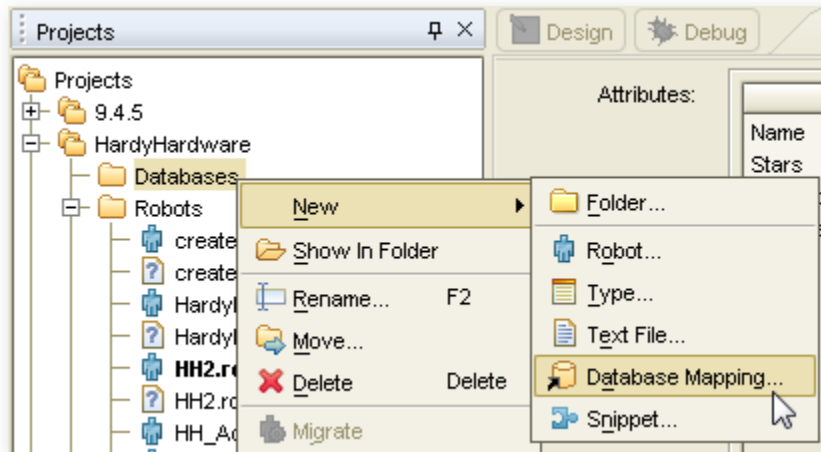 Projects
Design
Debug
Projects
9.4.5
HardyHardware
Databases
Robots
Attributes:
Name
Stars
New
Show In Folder
Rename... F2
Move...
Delete Delete
Migrate
Folder...
Robot...
Type...
Text File...
Database Mapping...
Snippet...